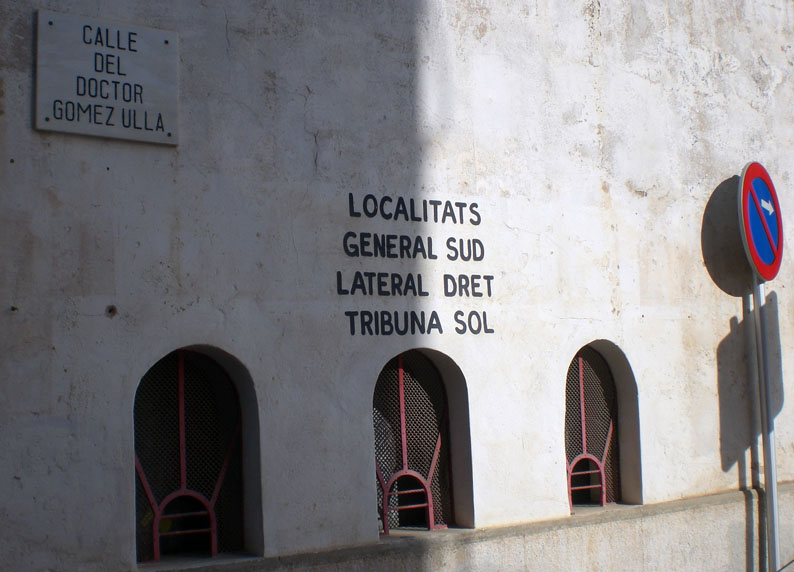 CALLE
DEL
DOCTOR
GOMEZ ULLA
LOCALITATS
GENERAL SUD
LATERAL DRET
TRIBUNA SOL